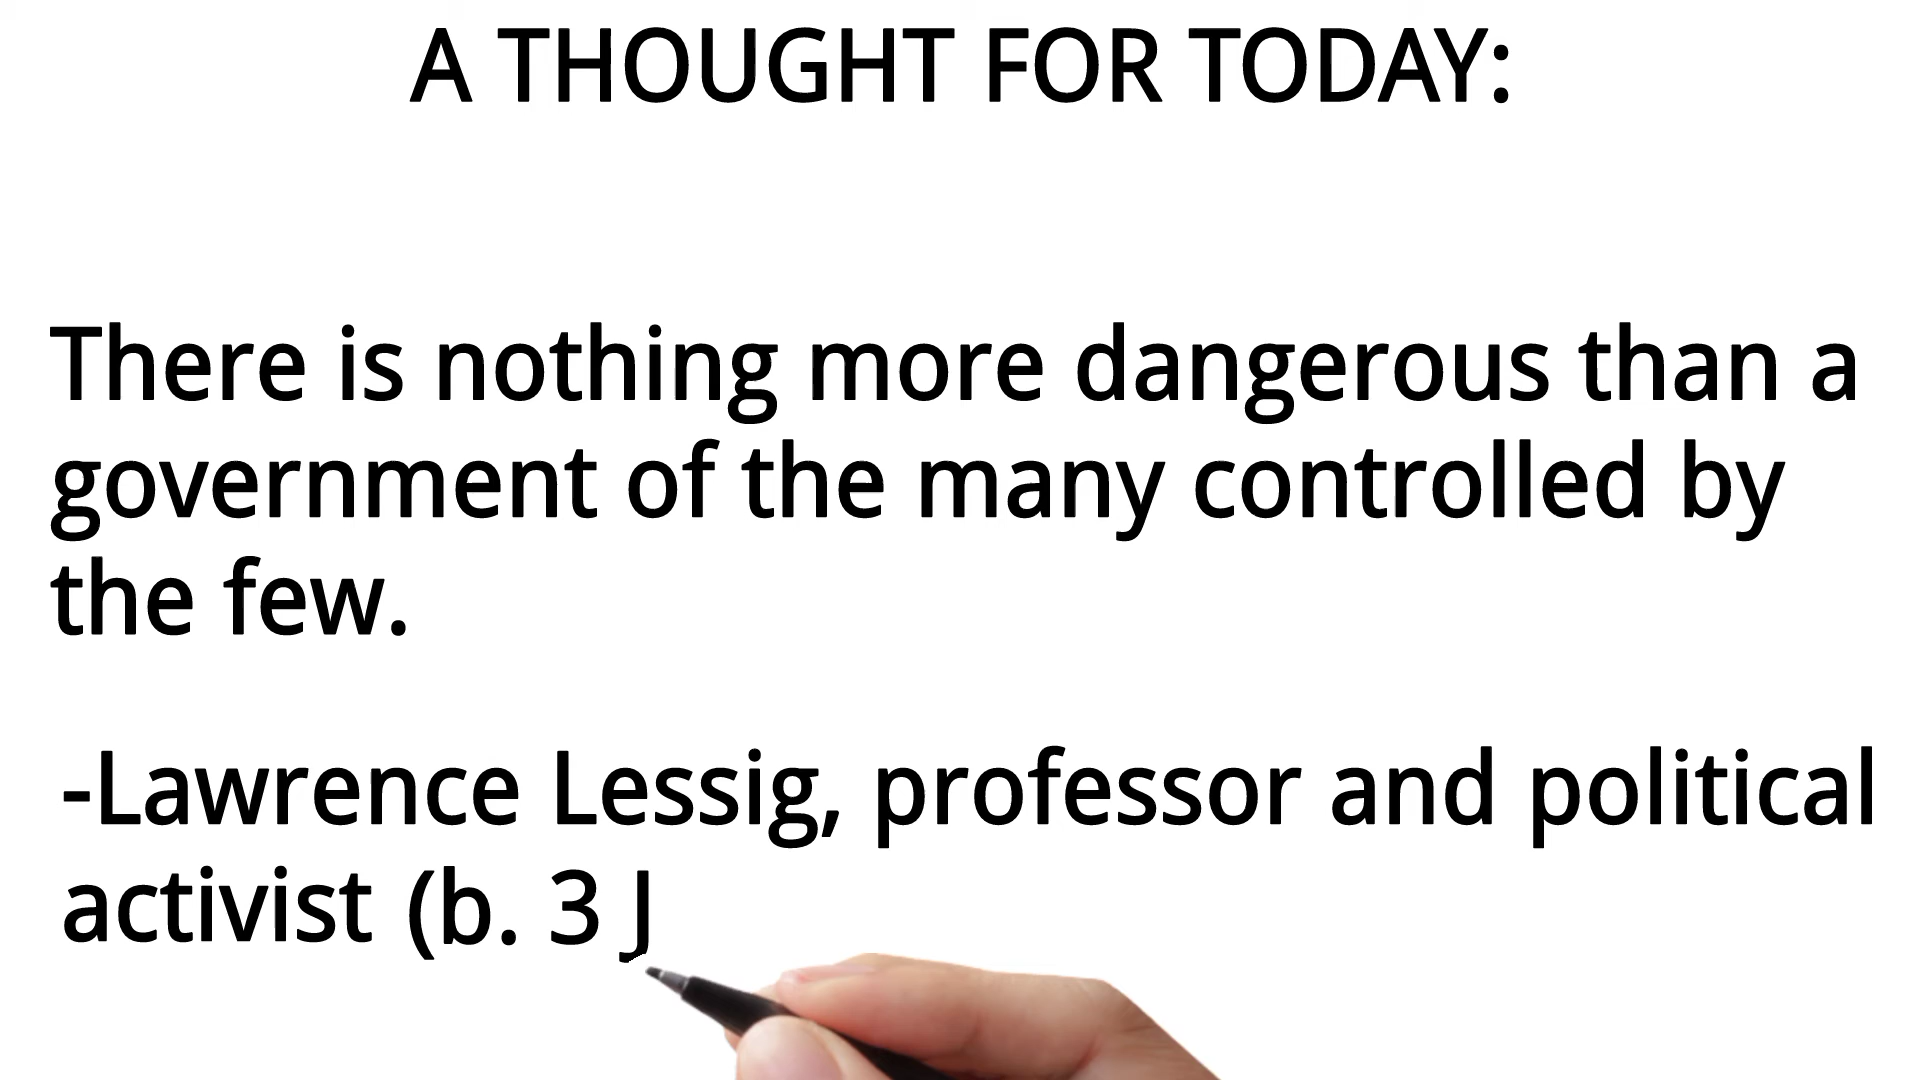 A THOUGHT FOR TODAY:
There is nothing more dangerous than a
government of the many controlled by
the few.
-Lawrence Lessig, professor and political
activist (b. 3 J